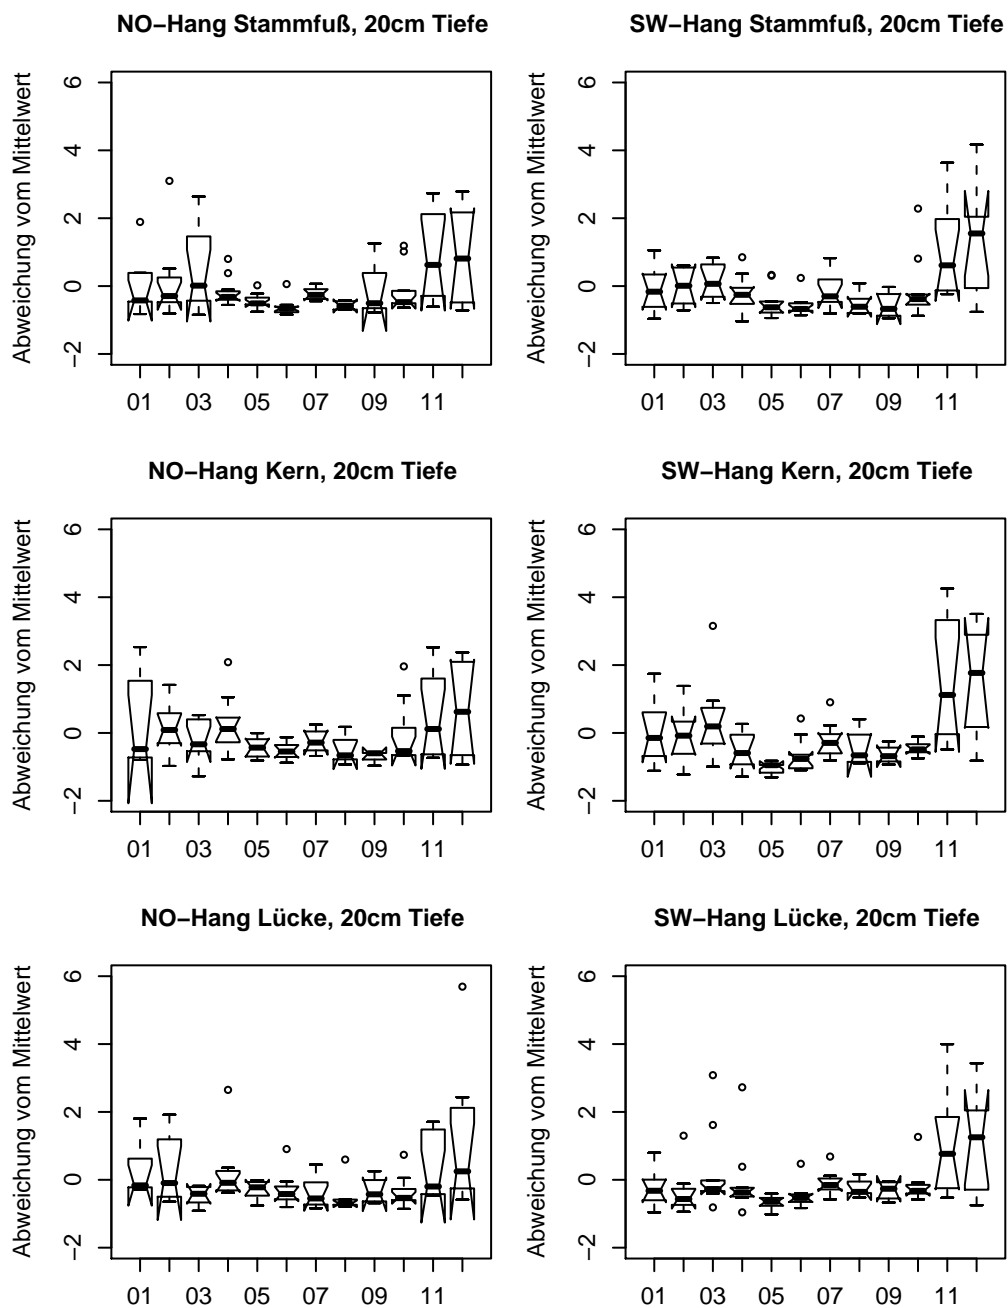 NO−Hang Stammfuß, 20cm Tiefe
Abweichung vom Mittelwert
6
4
2
0
−2
01 03 05 07 09 11
SW−Hang Stammfuß, 20cm Tiefe
Abweichung vom Mittelwert
6
4
2
0
−2
01 03 05 07 09 11
NO−Hang Kern, 20cm Tiefe
Abweichung vom Mittelwert
6
4
2
0
−2
01 03 05 07 09 11
SW−Hang Kern, 20cm Tiefe
Abweichung vom Mittelwert
6
4
2
0
−2
01 03 05 07 09 11
NO−Hang Lücke, 20cm Tiefe
Abweichung vom Mittelwert
6
4
2
0
−2
01 03 05 07 09 11
SW−Hang Lücke, 20cm Tiefe
Abweichung vom Mittelwert
6
4
2
0
−2
01 03 05 07 09 11